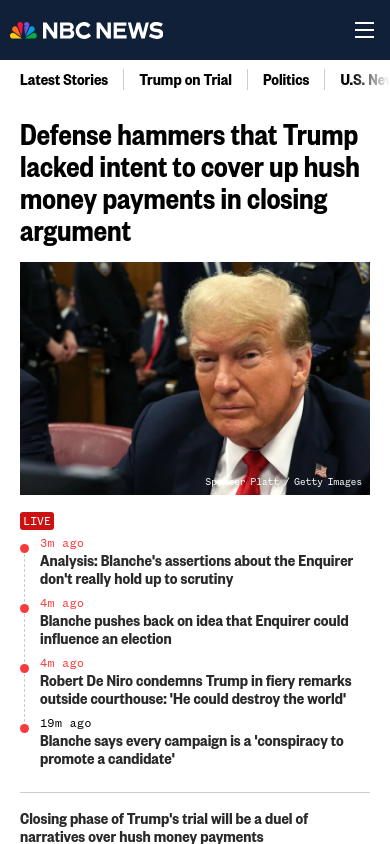 NBC NEWS
Latest Stories
Trump on Trial
Politics
U.S.
Defense hammers that Trump
lacked intent to cover up hush
money payments in closing
argument
Spencer Platt / Getty Images
LIVE
3m ago
Analysis: Blanche's assertions about the Enquirer
don't really hold up to scrutiny
4m ago
Blanche pushes back on idea that Enquirer could
influence an election
4m ago
Robert De Niro condemns Trump in fiery remarks
outside courthouse: 'He could destroy the world'
19m ago
Blanche says every campaign is a 'conspiracy to
promote a candidate'
Closing phase of Trump's trial will be a duel of
narratives over hush money payments